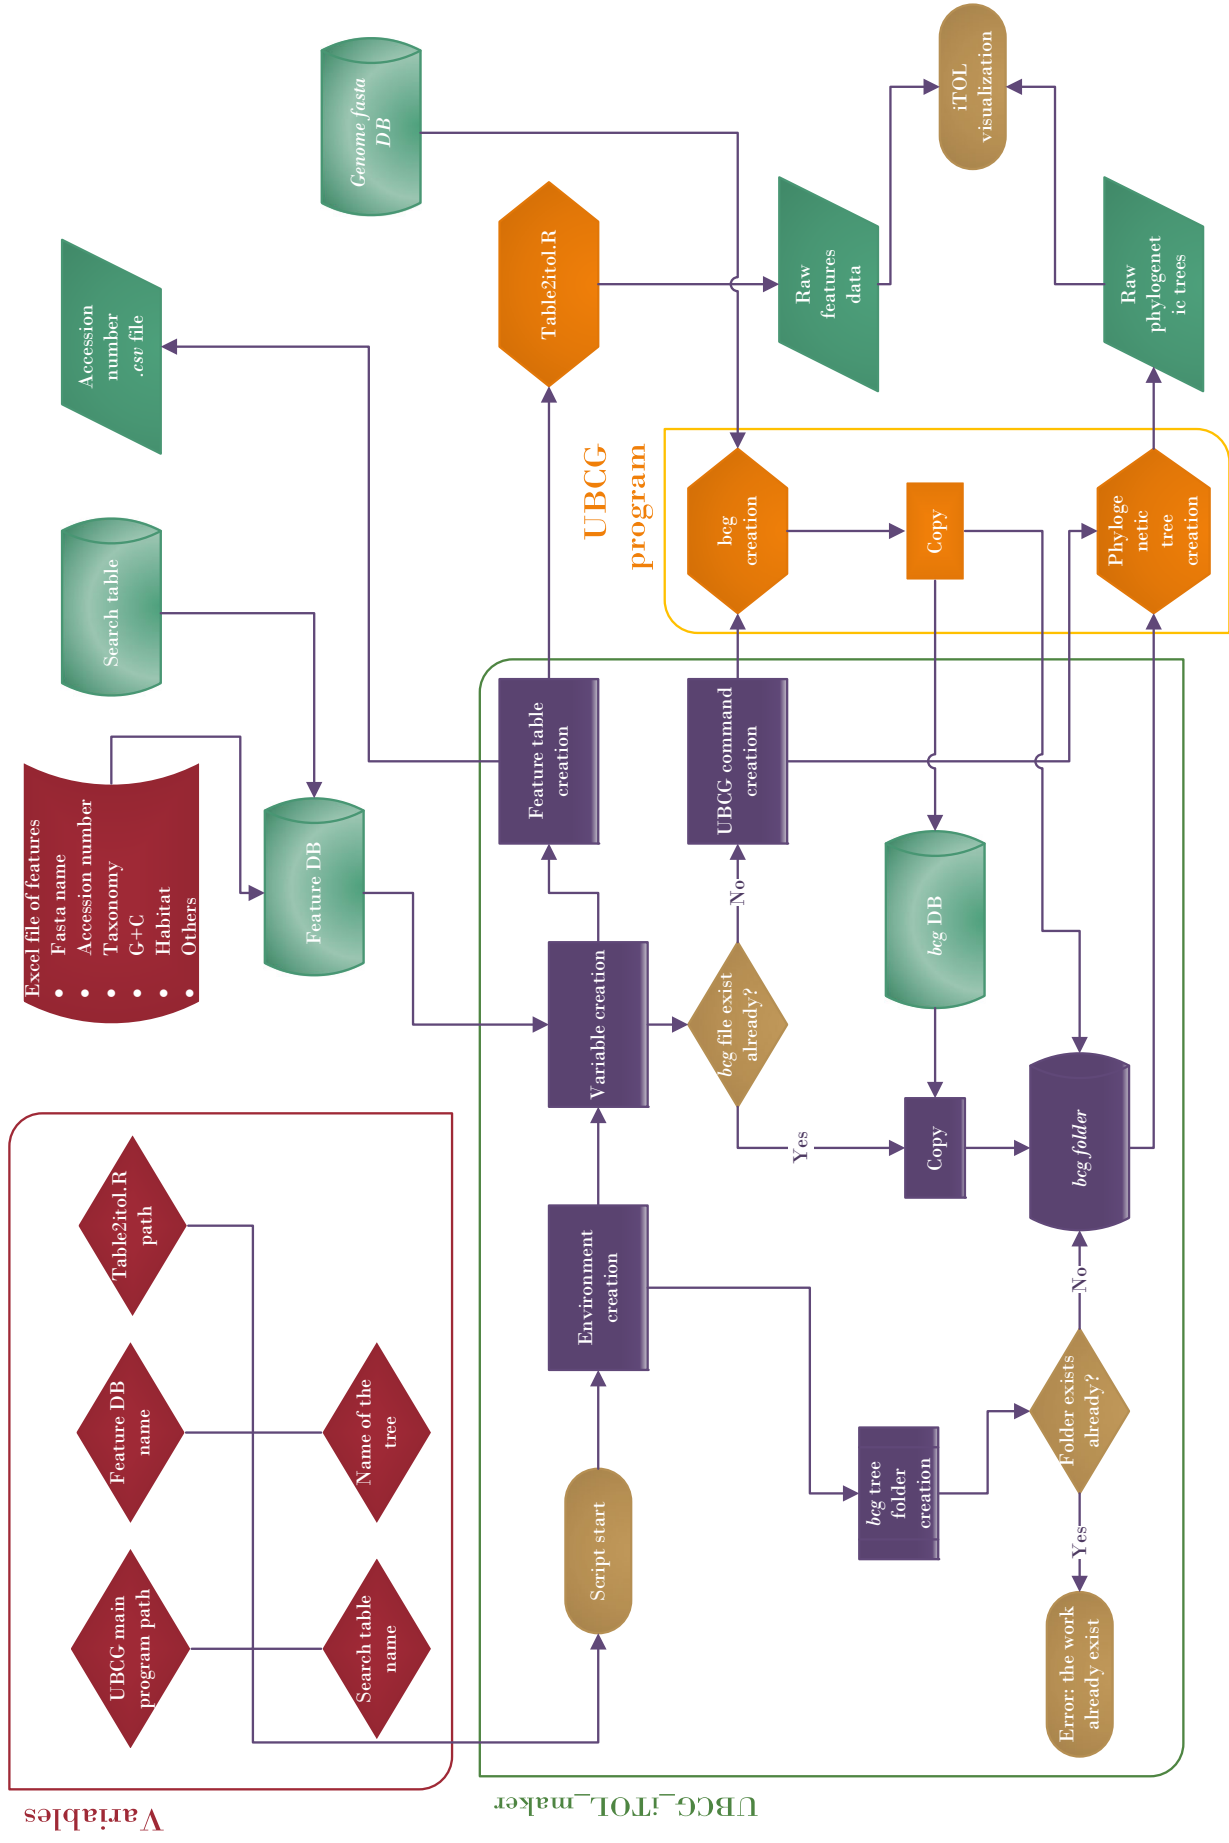 Variables
UBCG main
program path
Feature DB
name
Table2itol.R
path
Search table
name
Name of the
tree
Excel file of features
• Fasta name
• Accession number
• Taxonomy
• G+C
• Habitat
• Others
Search table
Feature DB
Accession
number
.csv file
Genome fasta
DB
UBCG_iTOL_maker
Script start
Environment
creation
Variable creation
Feature table
creation
Table2itol.R
bcg file exist
already?
No
Yes
UBCG command
creation
UBCG
program
bcg
creation
Copy
Phyloge
netic
tree
creation
Raw
features
data
Raw
phylogenet
ic trees
iTOL
visualization
bcg tree
folder
creation
Folder exists
already?
Yes
No
Error: the work
already exist
Copy
bcg DB
bcg folder